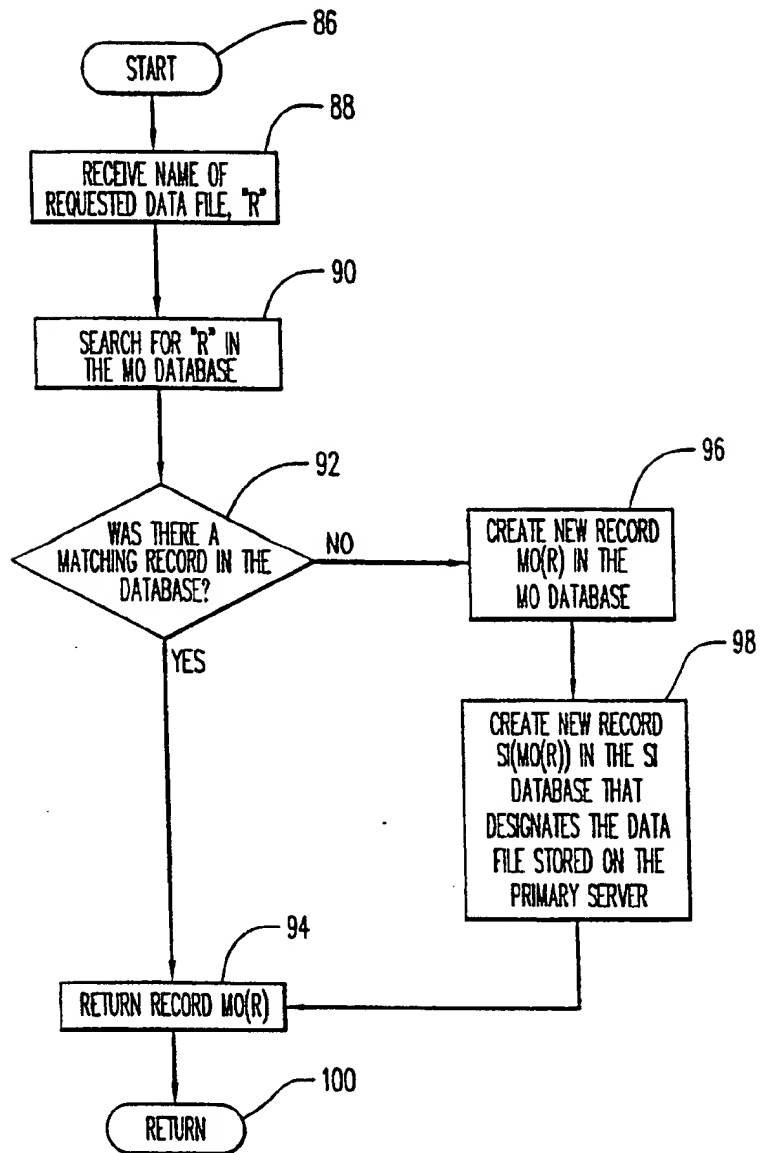 86
START
88
RECEIVE NAME OF
REQUESTED DATA FILE, "R"
90
SEARCH FOR "R" IN
THE MO DATABASE
92
WAS THERE A
MATCHING RECORD IN THE
DATABASE?
NO
YES
96
CREATE NEW RECORD
MO(R) IN THE
MO DATABASE
98
CREATE NEW RECORD
SI(MO(R)) IN THE SI
DATABASE THAT
DESIGNATES THE DATA
FILE STORED ON THE
PRIMARY SERVER
94
RETURN RECORD MO(R)
100
RETURN